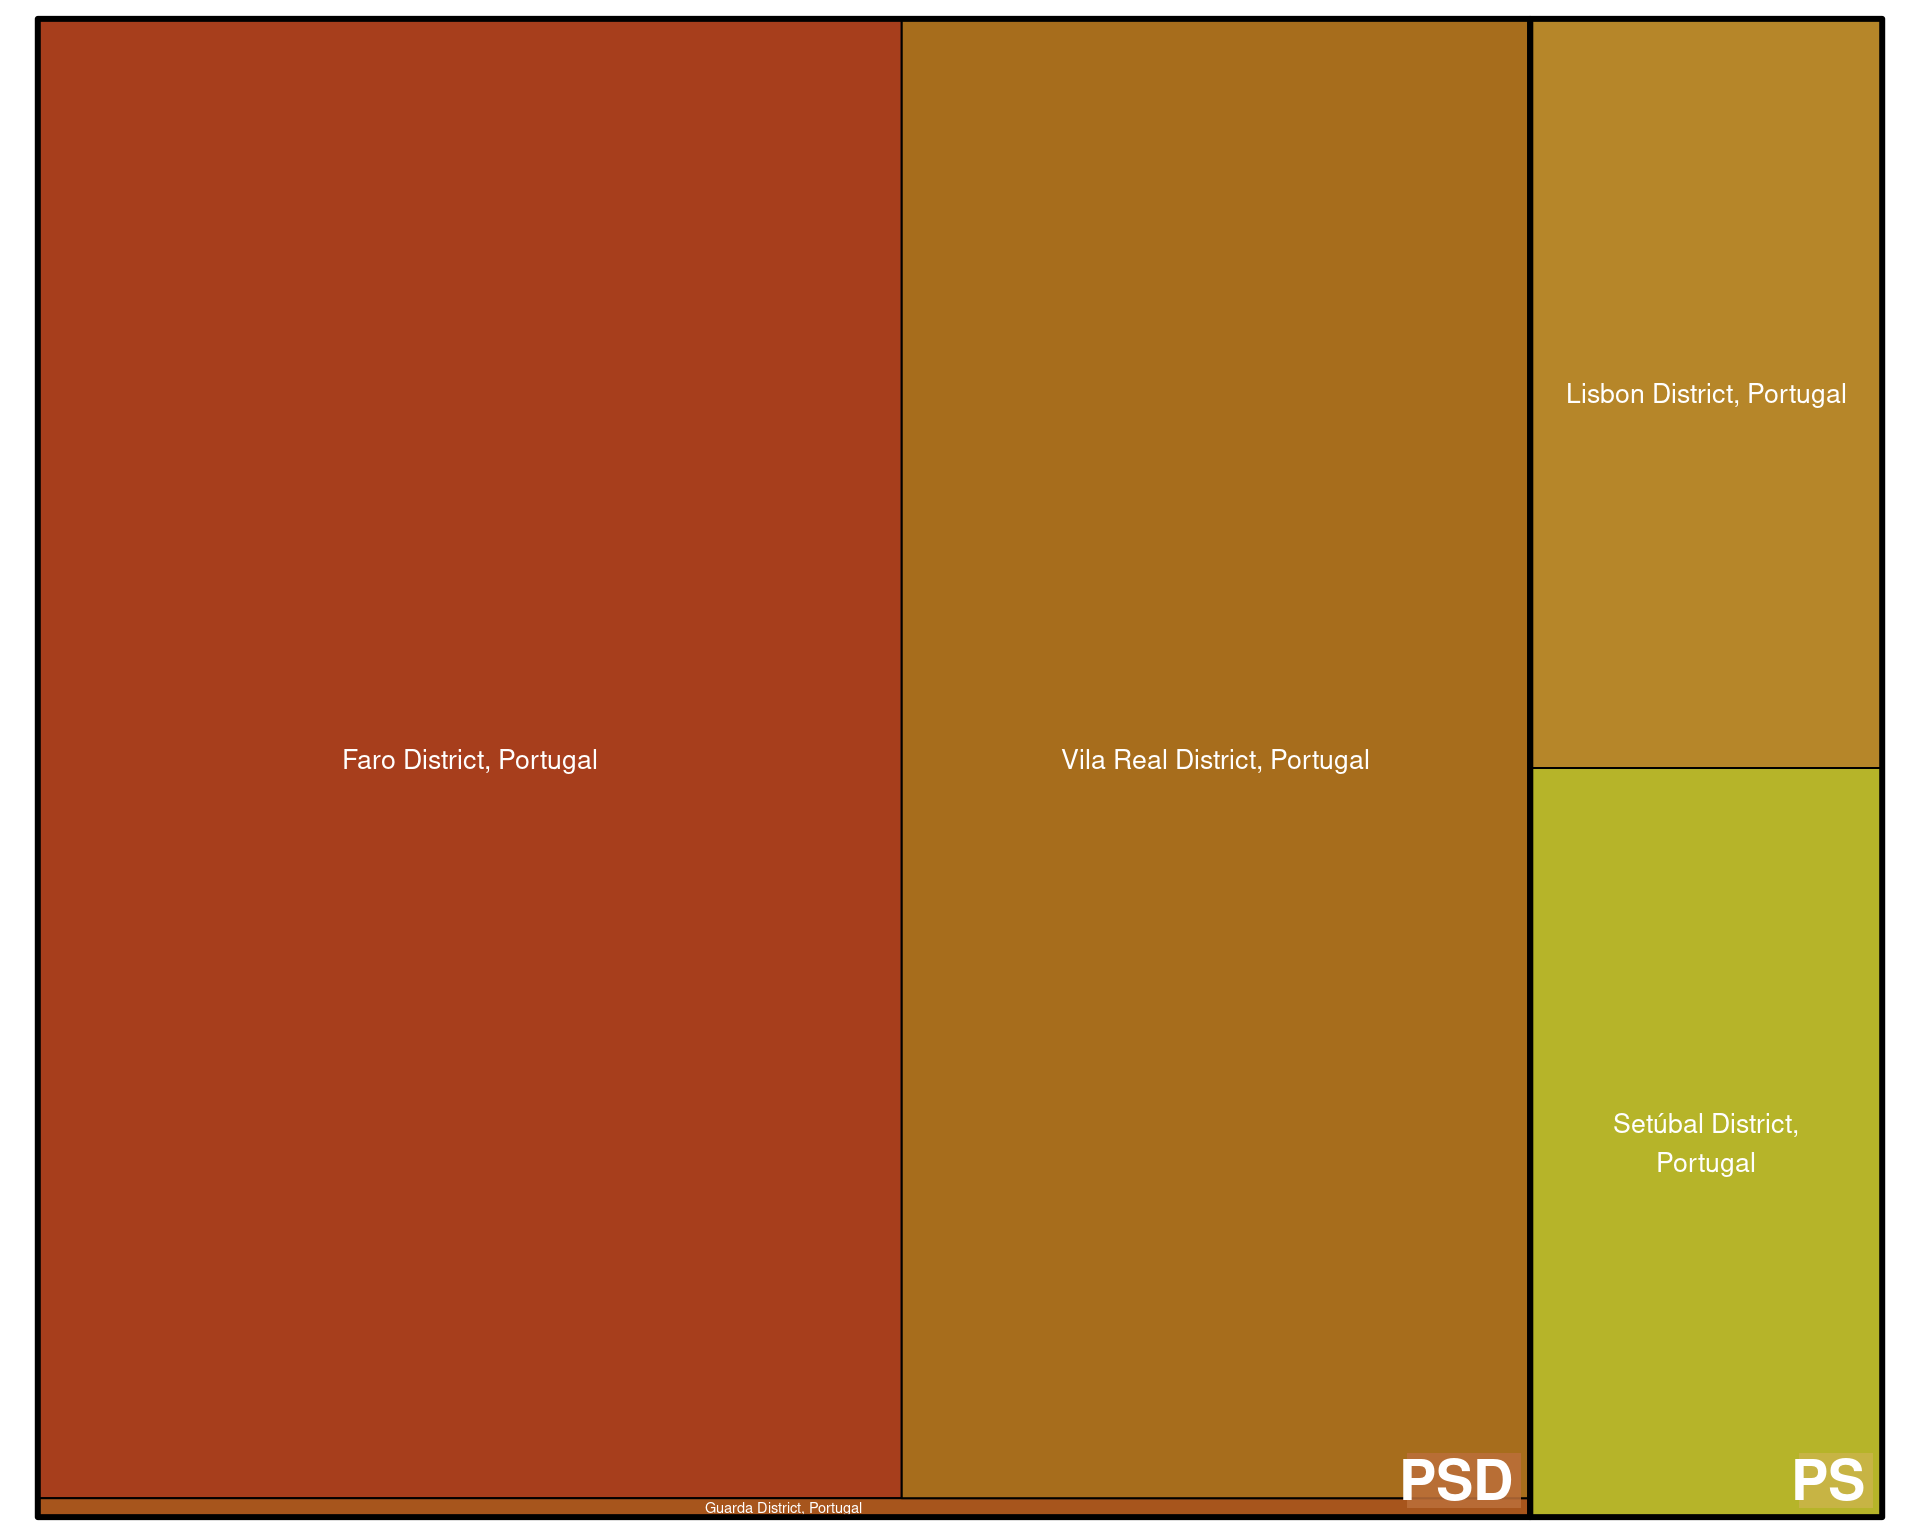 Lisbon District, Portugal
Faro District, Portugal
Vila Real District, Portugal
Setúbal District,
Portugal
PSD
PS
Guarda District, Portugal